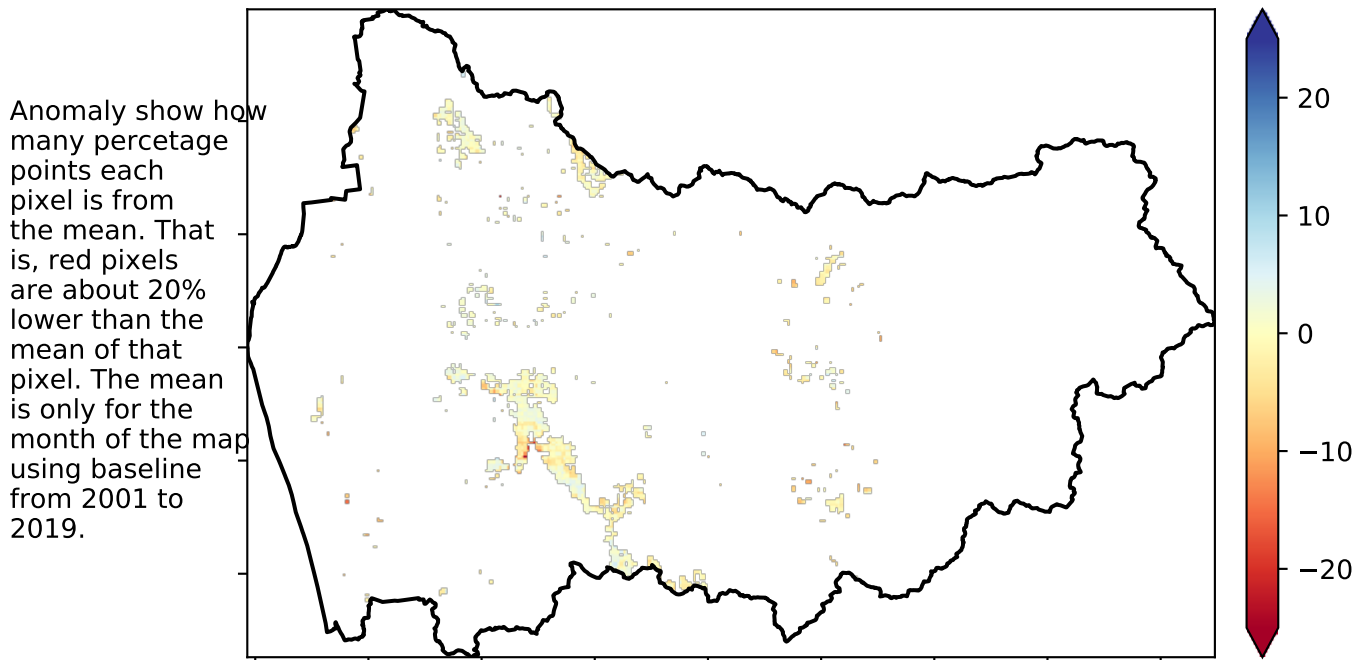 Anomaly show how
many percetage
points each
pixel is from
the mean. That
is, red pixels
are about 20%
lower than the
mean of that
pixel. The mean
is only for the
month of the map
using baseline
from 2001 to
2019.
20
10
0
−10
−20